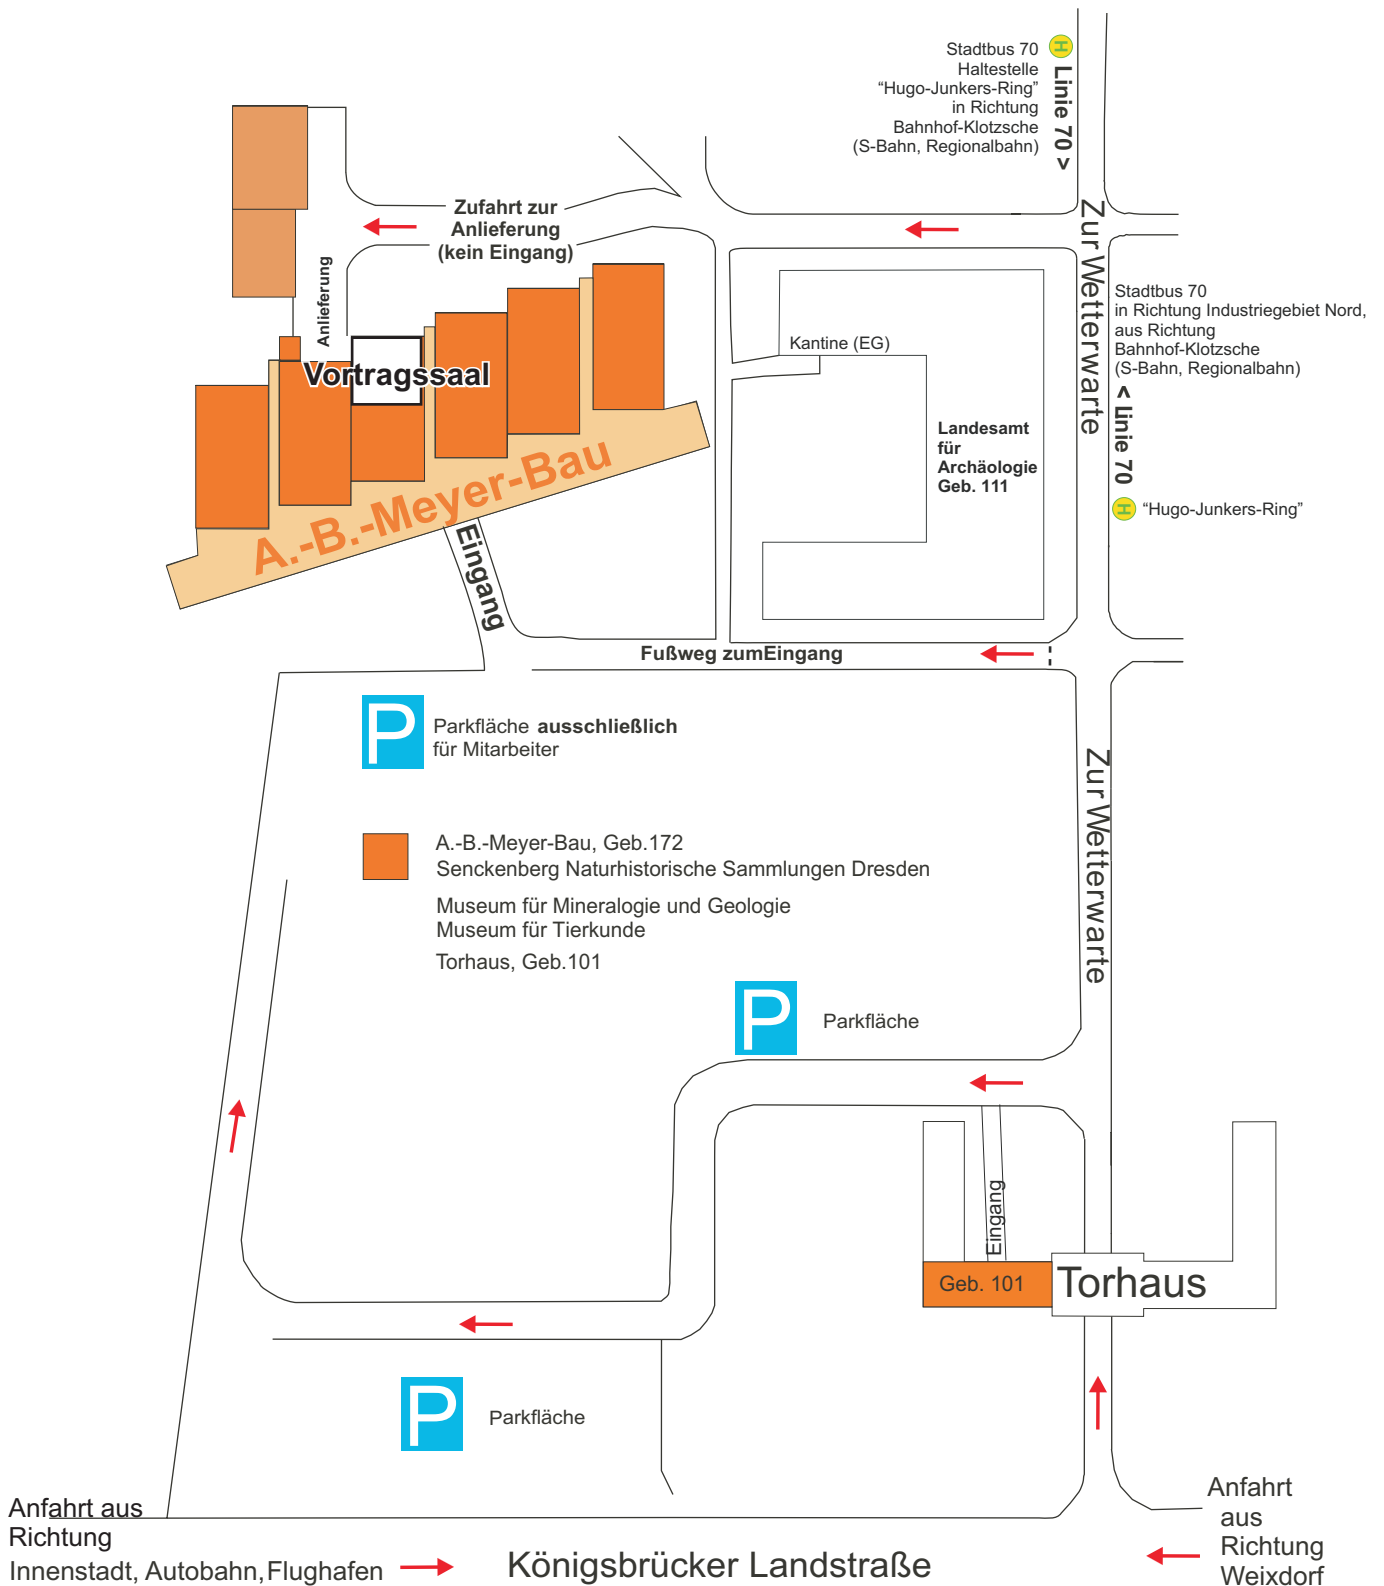 Stadtbus 70
Haltestelle
“Hugo-Junkers-Ring”
in Richtung
Bahnhof-Klotzsche
(S-Bahn, Regionalbahn)
H
Linie 70 >
Zufahrt zur
Anlieferung
(kein Eingang)
Anlieferung
Vortragssaal
A.-B.-Meyer-Bau
Eingang
Kantine (EG)
Landesamt
für
Archäologie
Geb. 111
Zur Wetterwarte
Stadtbus 70
in Richtung Industriegebiet Nord,
aus Richtung
Bahnhof-Klotzsche
(S-Bahn, Regionalbahn)
< Linie 70
H “Hugo-Junkers-Ring”
Fußweg zumEingang
P
Parkfläche ausschließlich
für Mitarbeiter
Zur Wetterwarte
A.-B.-Meyer-Bau, Geb.172
Senckenberg Naturhistorische Sammlungen Dresden
Museum für Mineralogie und Geologie
Museum für Tierkunde
Torhaus, Geb.101
P Parkfläche
Eingang
Geb. 101
Torhaus
P Parkfläche
Anfahrt aus
Richtung
Innenstadt, Autobahn,Flughafen
Königsbrücker Landstraße
Anfahrt
aus
Richtung
Weixdorf